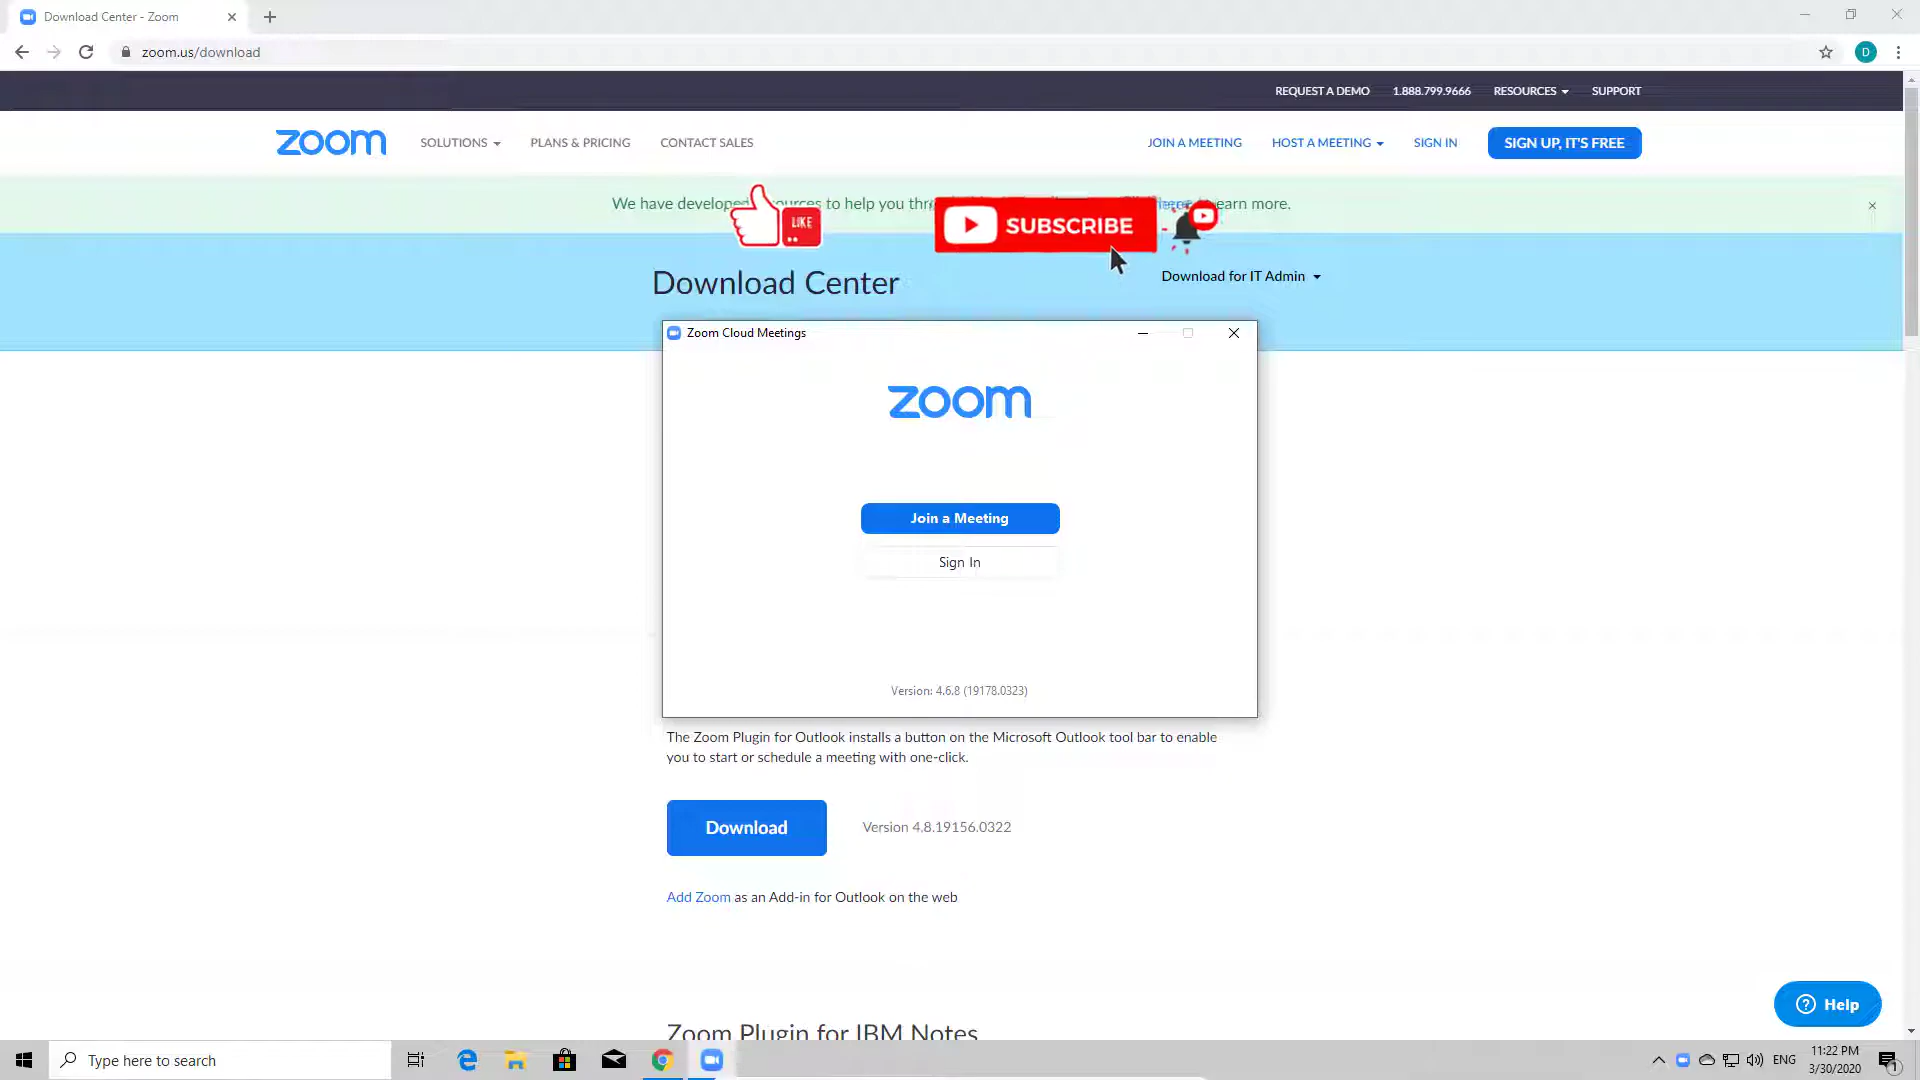 Download Center - Zoom
zoom.us/download
D
REQUEST A DEMO 1.888.799.9666 RESOURCES SUPPORT
zoom SOLUTIONS PLANS & PRICING CONTACT SALES JOIN A MEETING HOST A MEETING SIGN IN SIGN UP, IT'S FREE
We have developed to help you learn more.
LIKE
SUBSCRIBE
Download Center
Download for IT Admin
Zoom Cloud Meetings
zoom
Join a Meeting
Sign In
Version: 4.6.8 (19178.0323)
The Zoom Plugin for Outlook installs a button on the Microsoft Outlook tool bar to enable
you to start or schedule a meeting with one-click.
Download Version 4.8.19156.0322
Add Zoom as an Add-in for Outlook on the web
Help
Zoom Plugin for IBM Notes
Type here to search
ENG
11:22 PM
3/30/2020
1